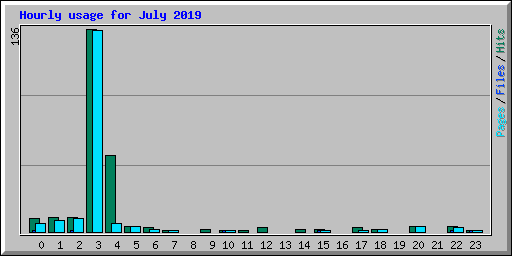 Hourly usage for July 2019
136
Pages/Files/Hits
0 1 2 3 4 5 6 7 8 9 10 11 12 13 14 15 16 17 18 19 20 21 22 23